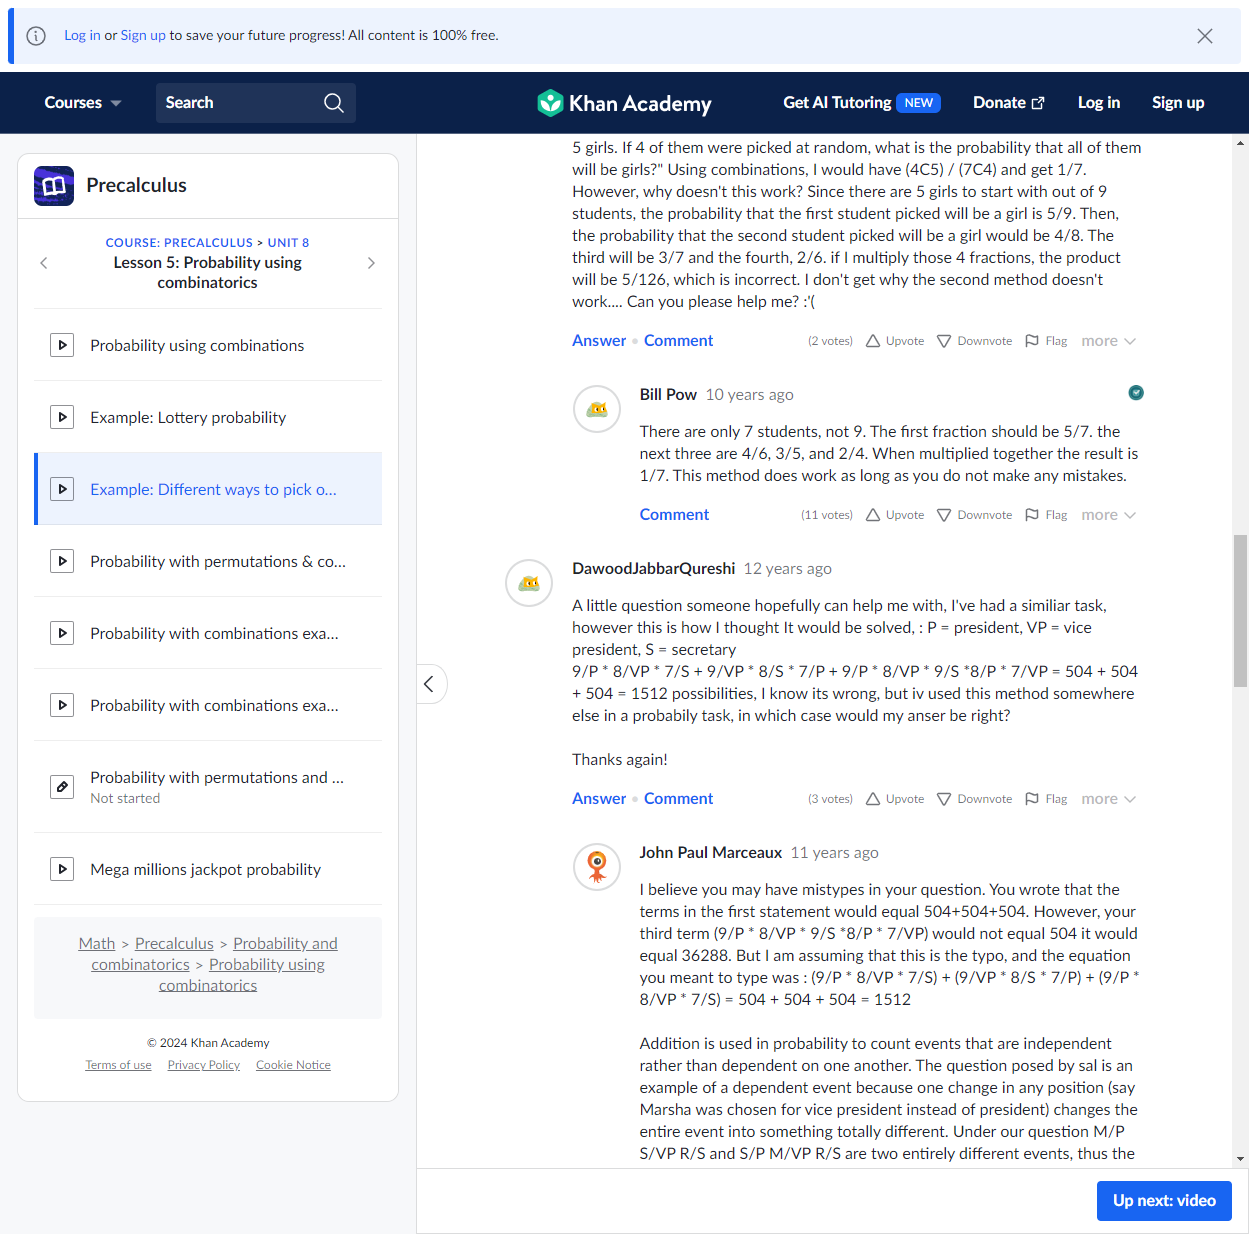 Log in or Sign up to save your future progress! All content is 100% free.
Courses
Search
Khan Academy
Get AI Tutoring NEW
Donate
Log in
Sign up
Precalculus
COURSE: PRECALCULUS > UNIT 8
Lesson 5: Probability using
combinatorics
Probability using combinations
Example: Lottery probability
Example: Different ways to pick o...
Probability with permutations & co...
Probability with combinations exa...
Probability with combinations exa...
Probability with permutations and ...
Not started
Mega millions jackpot probability
Math > Precalculus > Probability and
combinatorics > Probability using
combinatorics
© 2024 Khan Academy
Terms of use Privacy Policy Cookie Notice
5 girls. If 4 of them were picked at random, what is the probability that all of them
will be girls?" Using combinations, I would have (4C5) / (7C4) and get 1/7.
However, why doesn't this work? Since there are 5 girls to start with out of 9
students, the probability that the first student picked will be a girl is 5/9. Then,
the probability that the second student picked will be a girl would be 4/8. The
third will be 3/7 and the fourth, 2/6. if I multiply those 4 fractions, the product
will be 5/126, which is incorrect. I don't get why the second method doesn't
work.... Can you please help me? :'(
Answer • Comment (2 votes) Upvote Downvote Flag more
Bill Pow 10 years ago
There are only 7 students, not 9. The first fraction should be 5/7. the
next three are 4/6, 3/5, and 2/4. When multiplied together the result is
1/7. This method does work as long as you do not make any mistakes.
Comment (11 votes) Upvote Downvote Flag more
DawoodJabbarQureshi 12 years ago
A little question someone hopefully can help me with, I've had a similiar task,
however this is how I thought It would be solved, : P = president, VP = vice
president, S = secretary
9/P * 8/VP * 7/S + 9/VP * 8/S * 7/P + 9/P * 8/VP * 9/S *8/P * 7/VP = 504 + 504
+ 504 = 1512 possibilities, I know its wrong, but iv used this method somewhere
else in a probabily task, in which case would my anser be right?
Thanks again!
Answer • Comment (3 votes) Upvote Downvote Flag more
John Paul Marceaux 11 years ago
I believe you may have mistypes in your question. You wrote that the
terms in the first statement would equal 504+504+504. However, your
third term (9/P * 8/VP * 9/S *8/P * 7/VP) would not equal 504 it would
equal 36288. But I am assuming that this is the typo, and the equation
you meant to type was : (9/P * 8/VP * 7/S) + (9/VP * 8/S * 7/P) + (9/P *
8/VP * 7/S) = 504 + 504 + 504 = 1512
Addition is used in probability to count events that are independent
rather than dependent on one another. The question posed by sal is an
example of a dependent event because one change in any position (say
Marsha was chosen for vice president instead of president) changes the
entire event into something totally different. Under our question M/P
S/VP R/S and S/P M/VP R/S are two entirely different events, thus the
Up next: video